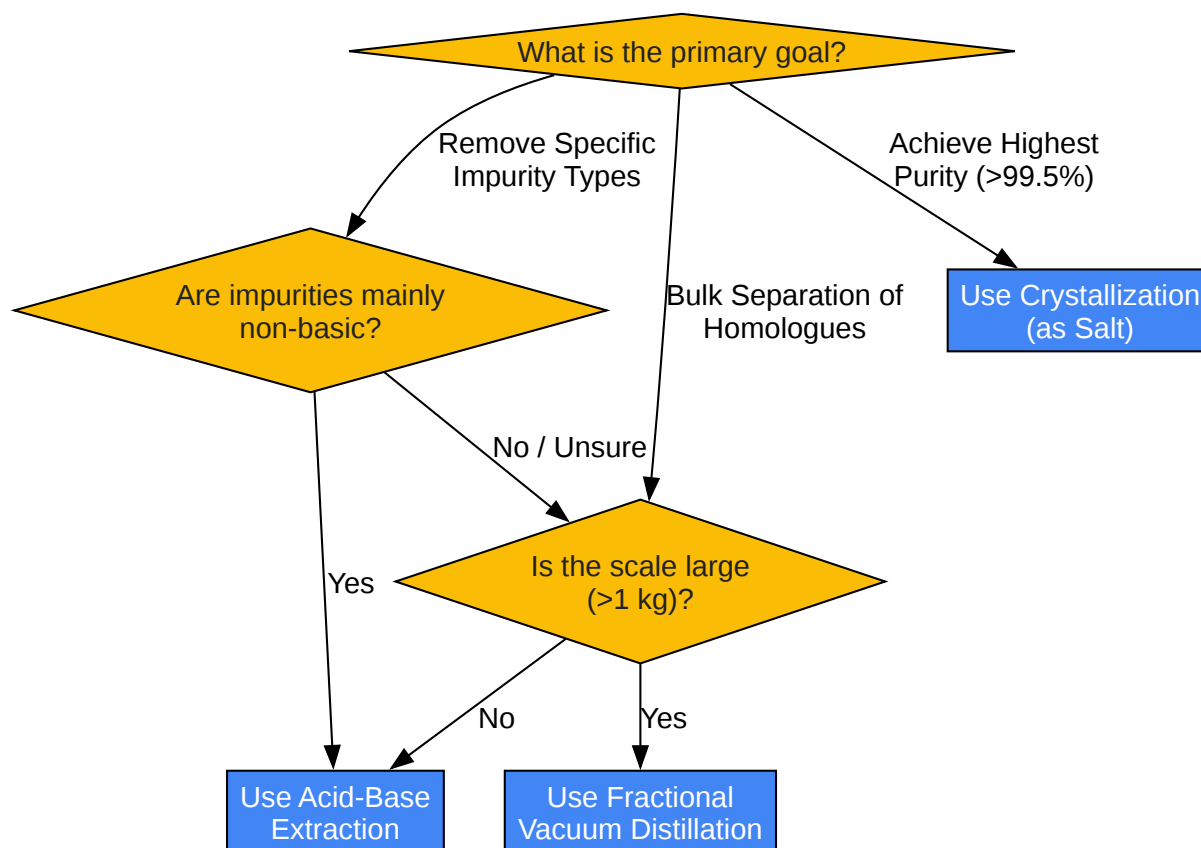 What is the primary goal?
Remove Specific
Impurity Types
Achieve Highest
Purity (>99.5%)
Are impurities mainly
non-basic?
Bulk Separation of
Homologues
Use Crystallization
(as Salt)
No / Unsure
Is the scale large
(>1 kg)?
Yes
No
Yes
Use Acid-Base
Extraction
Use Fractional
Vacuum Distillation